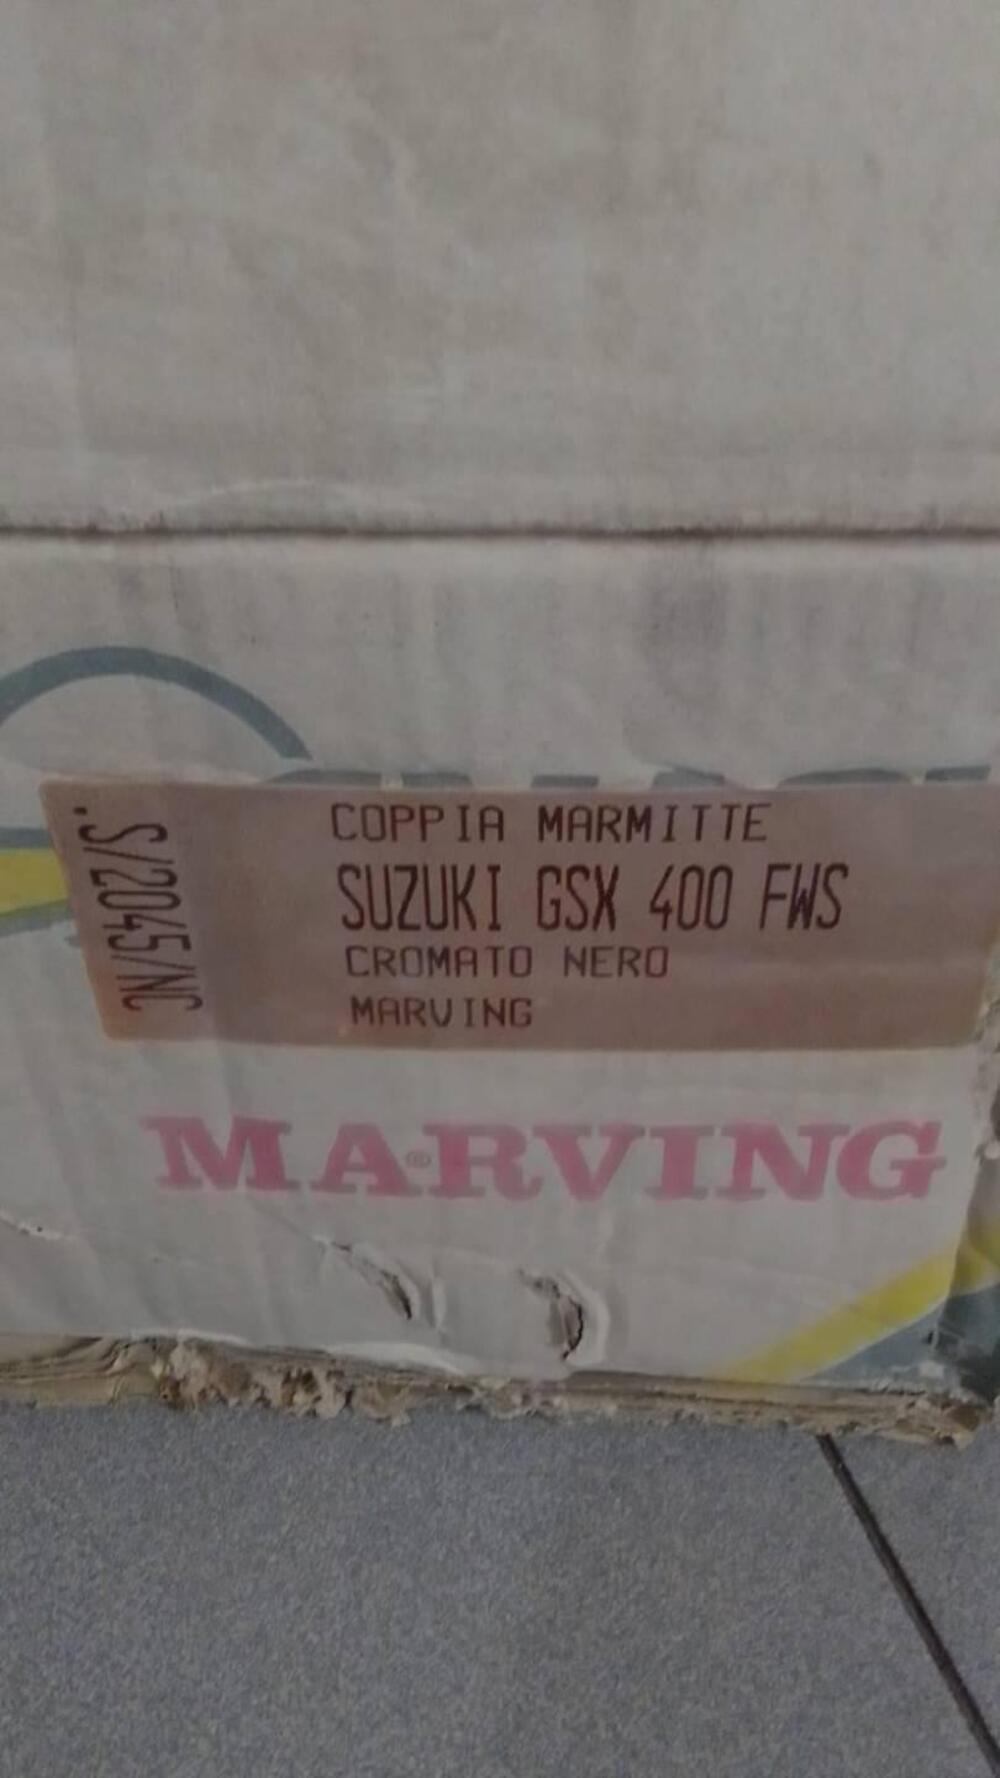 .S/2045/NC
COPPIA MARMITTE
SUZUKI GSX 400 FWS
CROMATO NERO
MARVING
MARVING